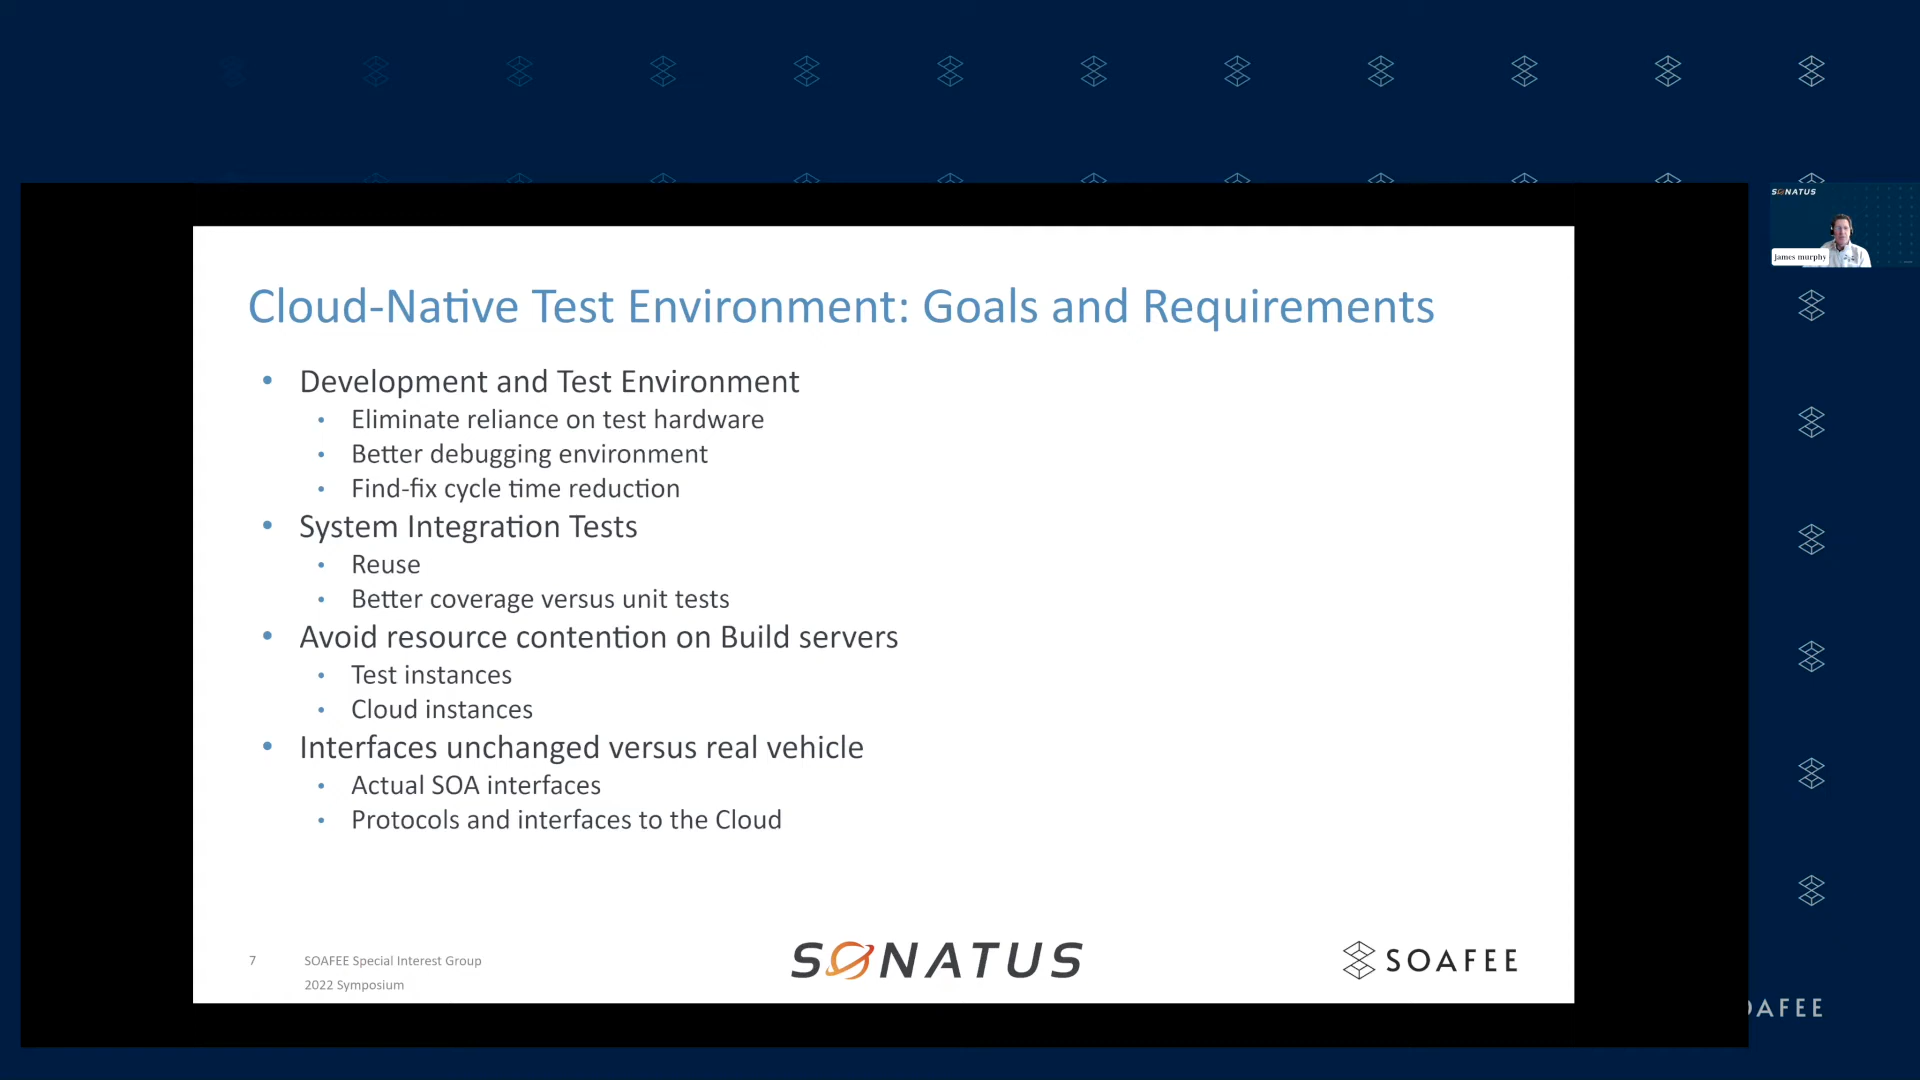 SONATUS
james murphy
Cloud-Native Test Environment: Goals and Requirements
• Development and Test Environment
• Eliminate reliance on test hardware
• Better debugging environment
• Find-fix cycle time reduction
• System Integration Tests
• Reuse
• Better coverage versus unit tests
• Avoid resource contention on Build servers
• Test instances
• Cloud instances
• Interfaces unchanged versus real vehicle
• Actual SOA interfaces
• Protocols and interfaces to the Cloud
7
SOAFEE Special Interest Group
2022 Symposium
SONATUS
SOAFEE
OAFEE